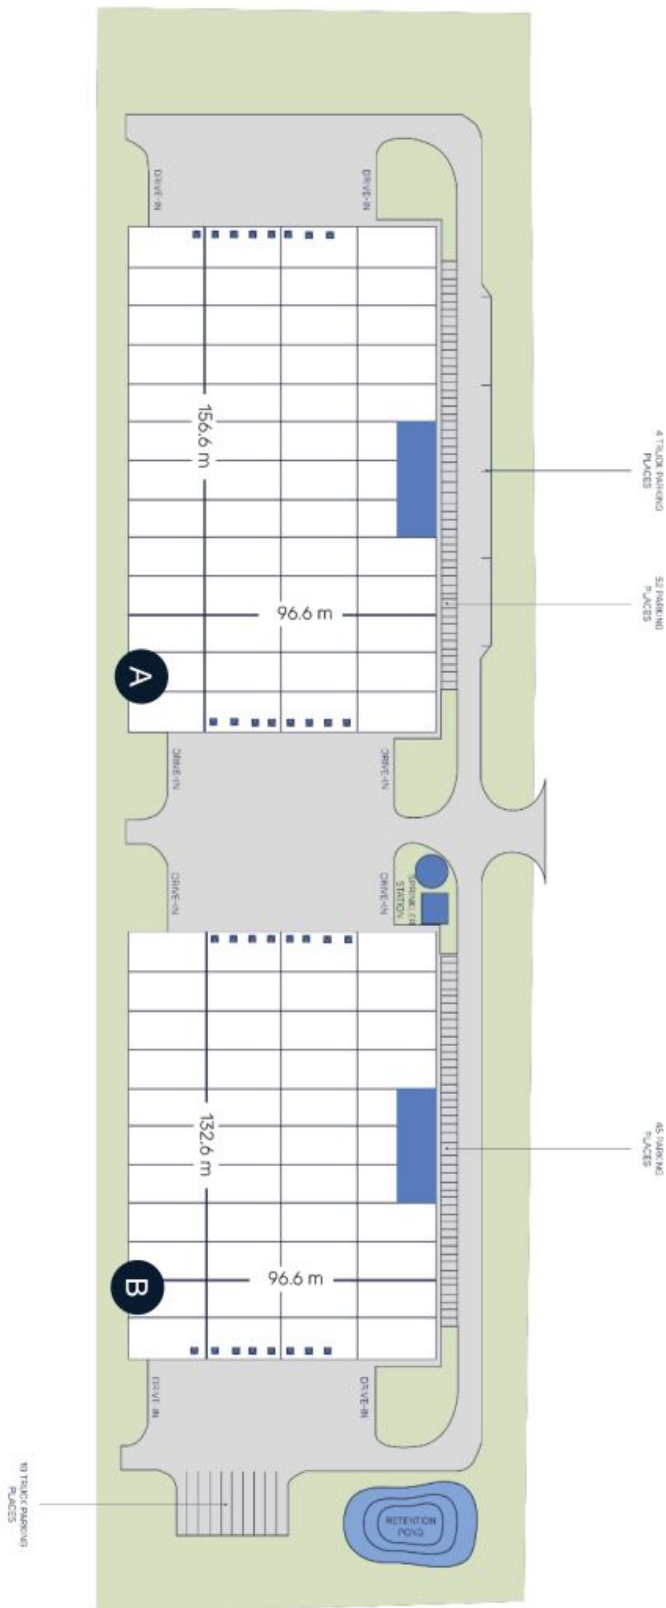 DRIVE-IN
DRIVE-IN
4 TRUCK PARKING
PLACES
156.6 m
52 PARKING
PLACES
96.6 m
A
DRIVE-IN
DRIVE-IN
DRIVE-IN
DRIVE-IN
SPRINKLER
STATION
132.6 m
45 PARKING
PLACES
96.6 m
B
DRIVE-IN
DRIVE-IN
10 TRUCK PARKING
PLACES
RETENTION
POND